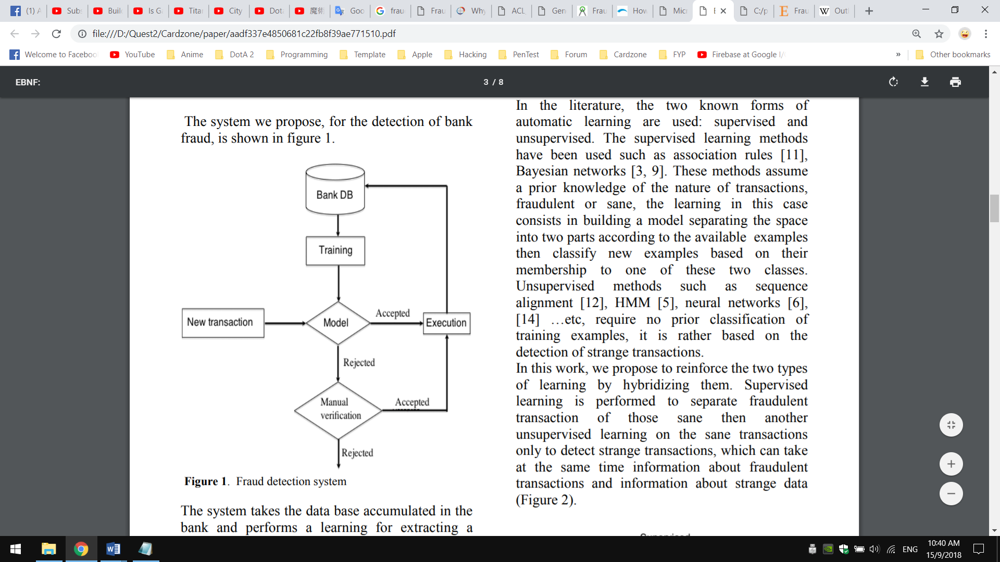 (1) A
Sub
Buil
Is G
Titar
City
Dot
魔術
Goo
frau
Frau
Why
ACL
Gen
Frau
How
Micr
E
C:/p
Frau
Outl
file:///D:/Quest2/Cardzone/paper/aadf337e4850681c22fb8f39ae771510.pdf
Welcome to Faceboo
YouTube
Anime
DotA 2
Programming
Template
Apple
Hacking
PenTest
Forum
Cardzone
FYP
Firebase at Google I/
»
Other bookmarks
EBNF:
3 / 8
The system we propose, for the detection of bank
fraud, is shown in figure 1.
Bank DB
Training
New transaction
Model
Accepted
Execution
Rejected
Manual
verification
Accepted
Rejected
Figure 1. Fraud detection system
The system takes the data base accumulated in the
bank and performs a learning for extracting a
In the literature, the two known forms of
automatic learning are used: supervised and
unsupervised. The supervised learning methods
have been used such as association rules [11],
Bayesian networks [3, 9]. These methods assume
a prior knowledge of the nature of transactions,
fraudulent or sane, the learning in this case
consists in building a model separating the space
into two parts according to the available examples
then classify new examples based on their
membership to one of these two classes.
Unsupervised methods such as sequence
alignment [12], HMM [5], neural networks [6],
[14] …etc, require no prior classification of
training examples, it is rather based on the
detection of strange transactions.
In this work, we propose to reinforce the two types
of learning by hybridizing them. Supervised
learning is performed to separate fraudulent
transaction of those sane then another
unsupervised learning on the sane transactions
only to detect strange transactions, which can take
at the same time information about fraudulent
transactions and information about strange data
(Figure 2).
Supervised
ENG
10:40 AM
15/9/2018